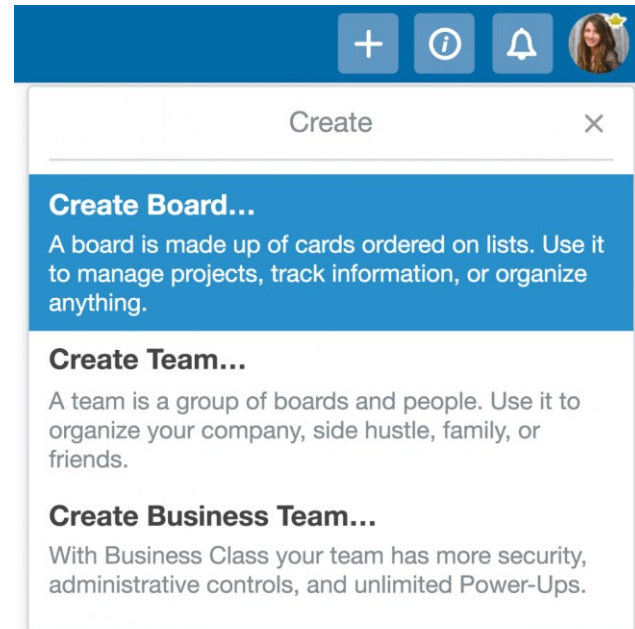 Create
Create Board...
A board is made up of cards ordered on lists. Use it
to manage projects, track information, or organize
anything.
Create Team...
A team is a group of boards and people. Use it to
organize your company, side hustle, family, or
friends.
Create Business Team...
With Business Class your team has more security,
administrative controls, and unlimited Power-Ups.